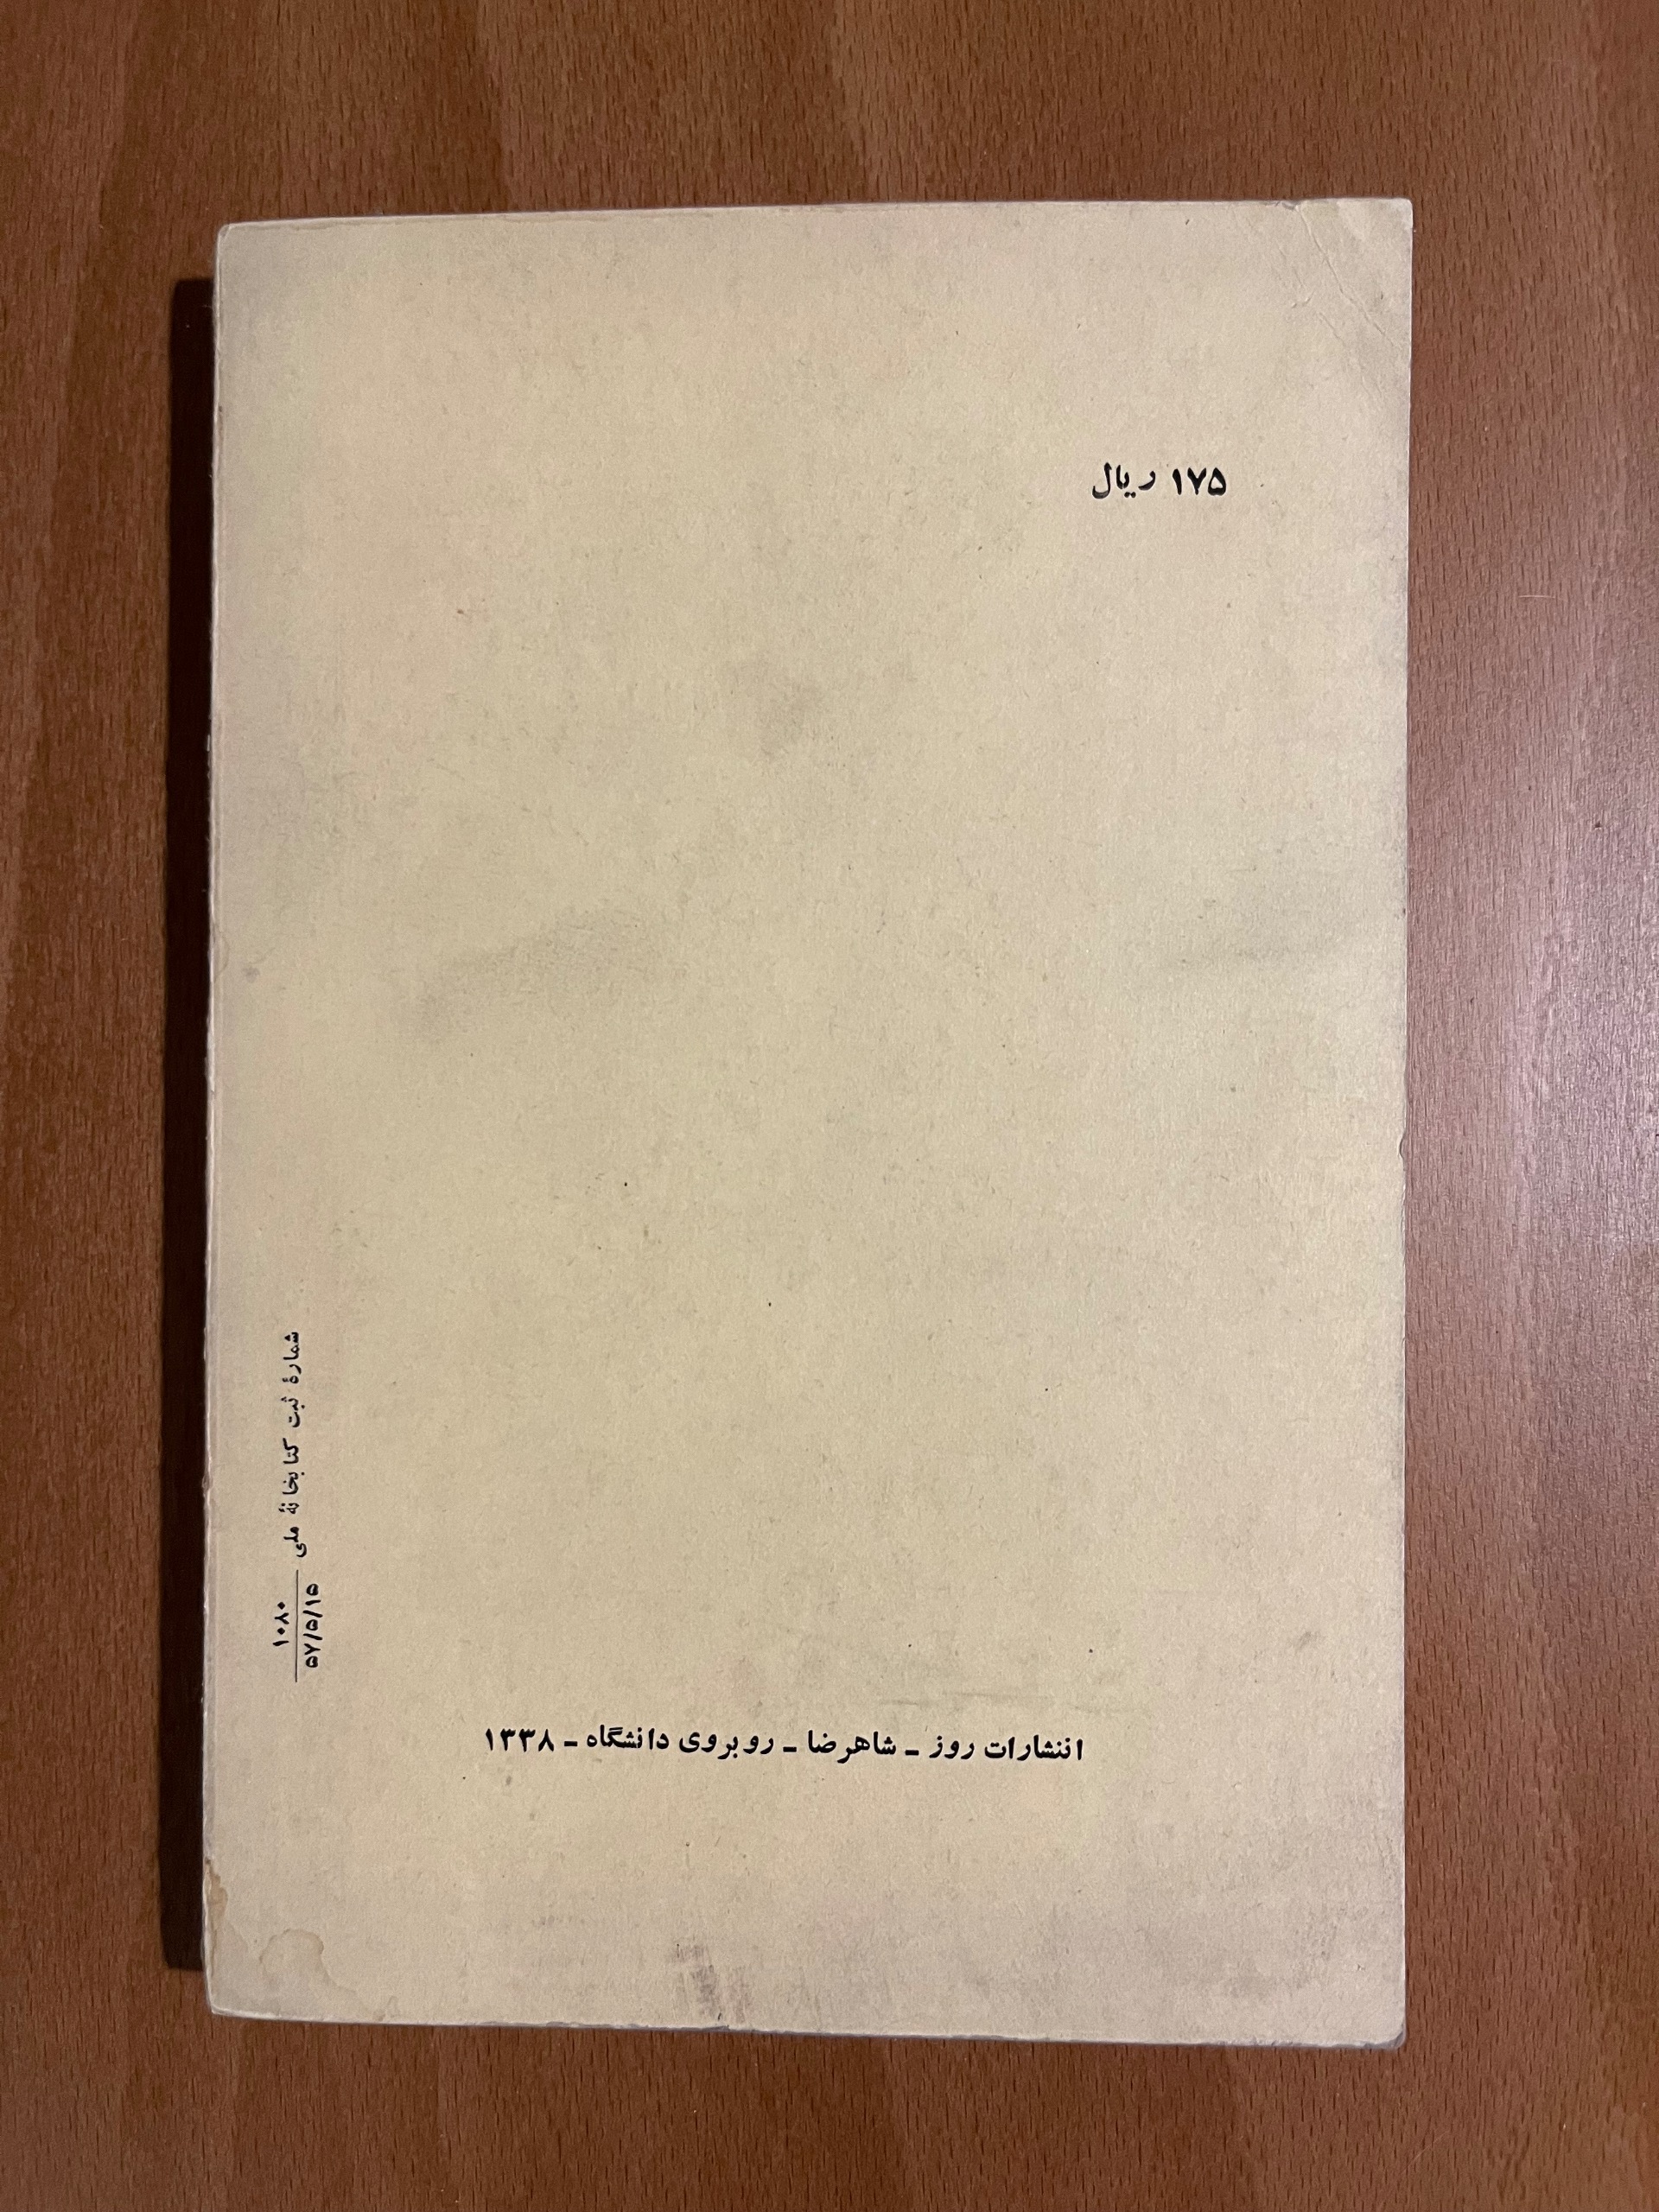 ۱۷۵ ریال
شمارهٔ ثبت کتابخانهٔ ملی
۱۰۸۰
۵۷/۵/۱۵
انتشارات روز ـ شاهرضا ـ روبروی دانشگاه ـ ۱۳۳۸